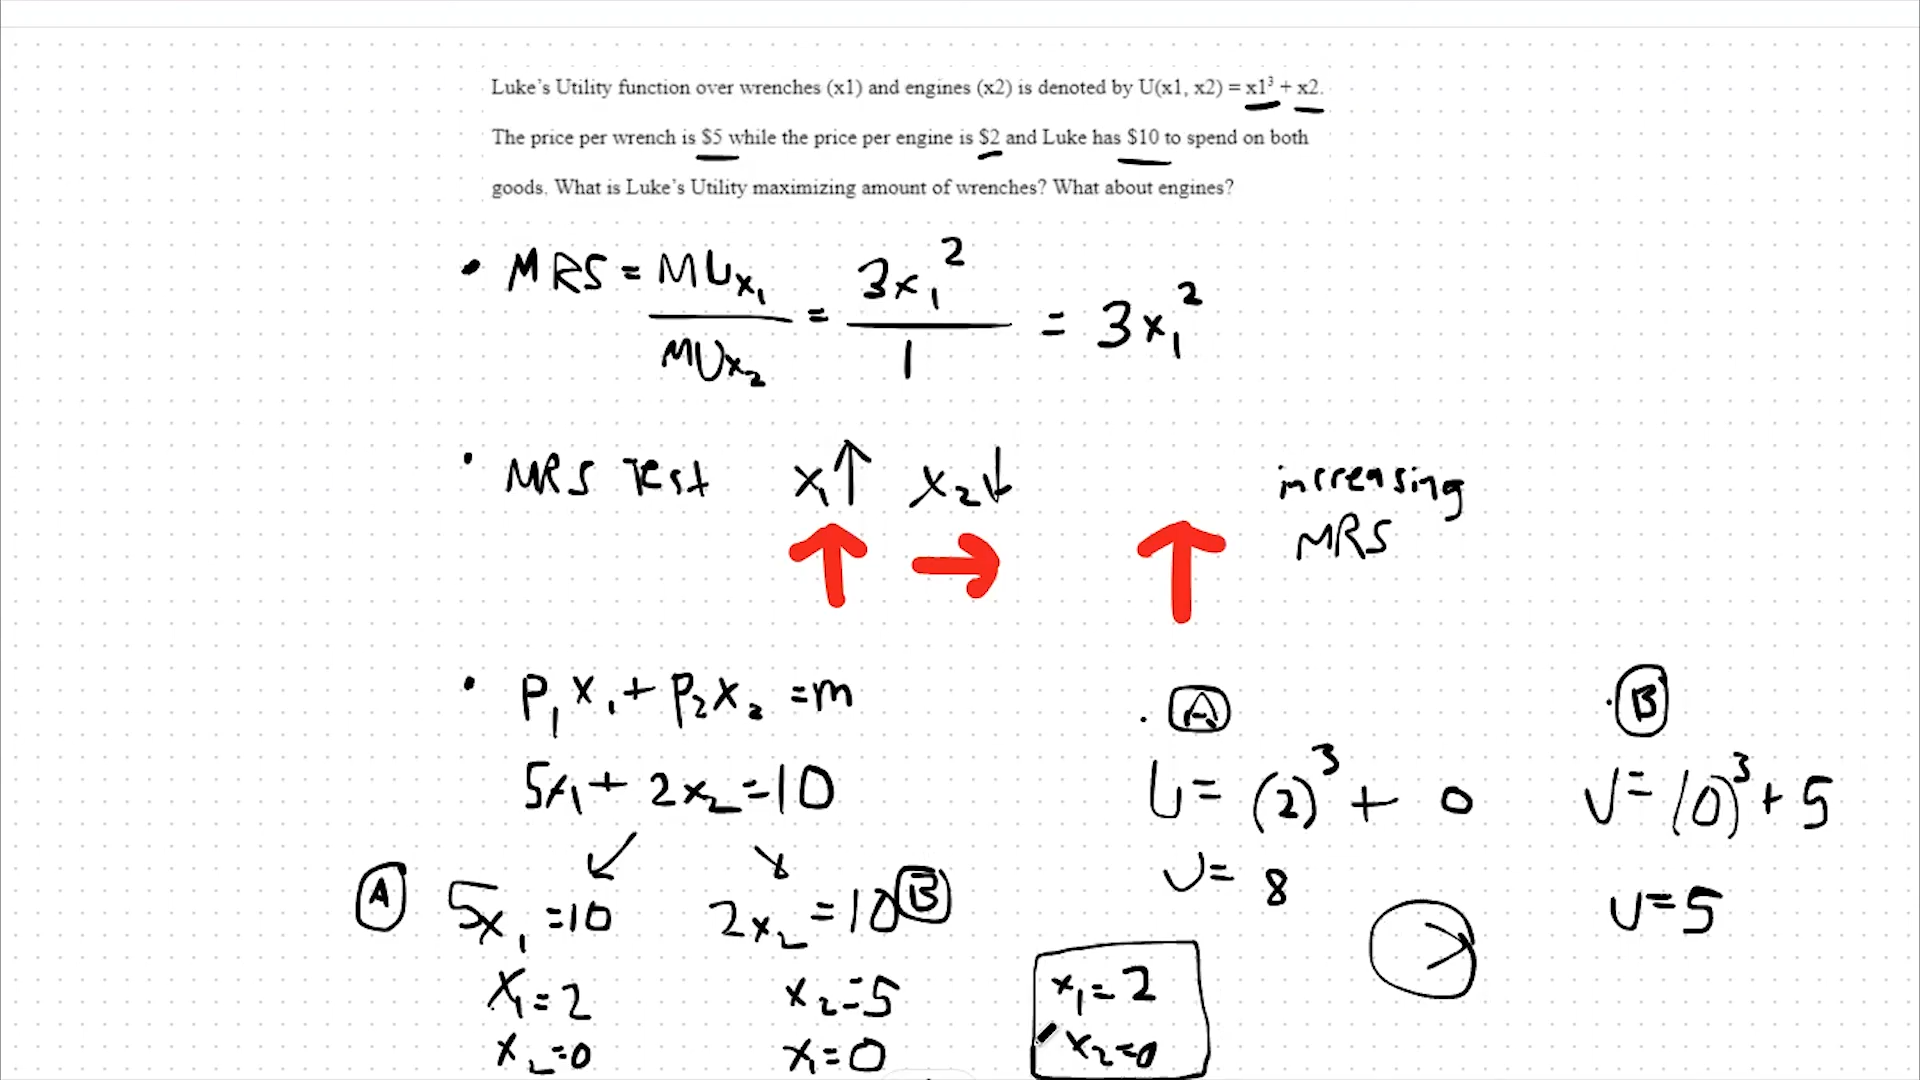 Luke's Utility function over wrenches (x1) and engines (x2) is denoted by U(x1, x2) = x1³ + x2.
The price per wrench is $5 while the price per engine is $2 and Luke has $10 to spend on both
goods. What is Luke's Utility maximizing amount of wrenches? What about engines?
• MRS = MUx₁ / MUx₂ = 3x₁² / 1 = 3x₁²
• MRS Test x₁↑ x₂↓ increasing
MRS
↑ → ↑
• P₁x₁ + P₂x₂ = m
5x₁ + 2x₂ = 10
↙ ↘
A 5x₁ = 10
x₁ = 2
x₂ = 0
2x₂ = 10 B
x₂ = 5
x₁ = 0
• A
U = (2)³ + 0
U = 8
>
• B
U = (0)³ + 5
U = 5
x₁ = 2
x₂ = 0